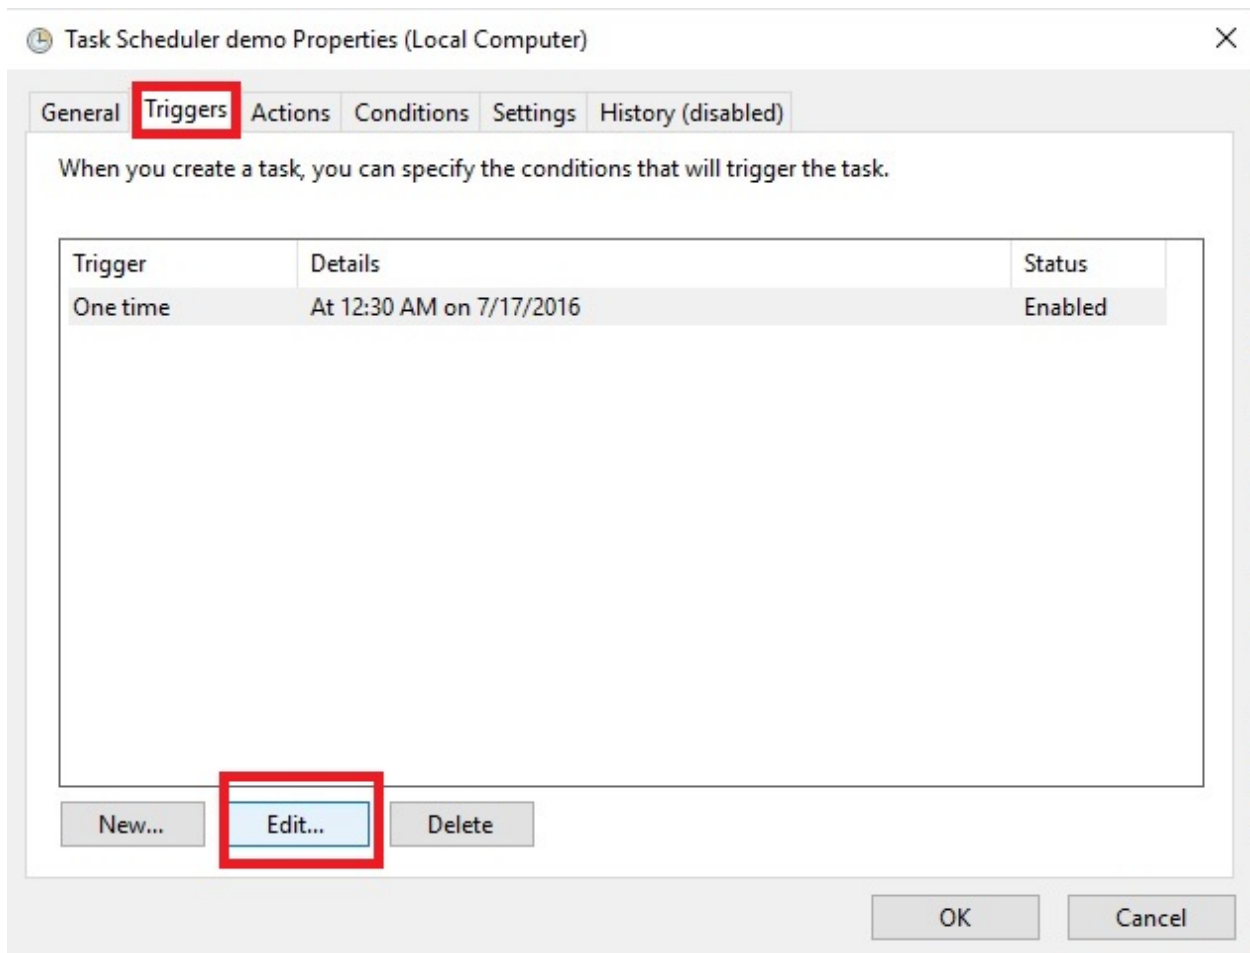 Task Scheduler demo Properties (Local Computer)
General Triggers Actions Conditions Settings History (disabled)
When you create a task, you can specify the conditions that will trigger the task.
Trigger Details Status
One time At 12:30 AM on 7/17/2016 Enabled
New... Edit... Delete
OK Cancel